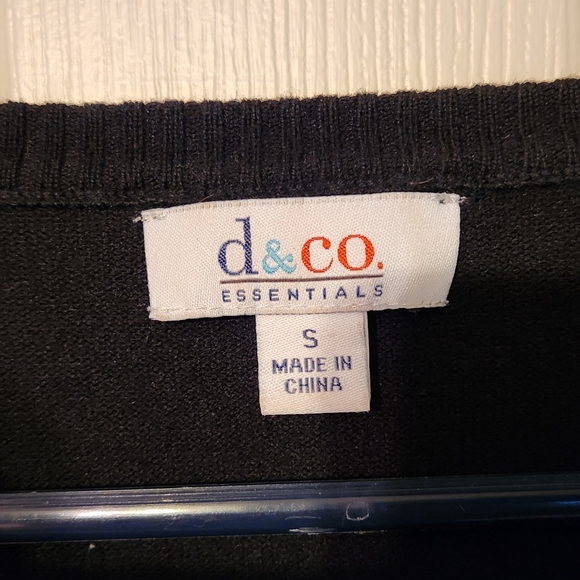 d&co.
ESSENTIALS
S
MADE IN
CHINA